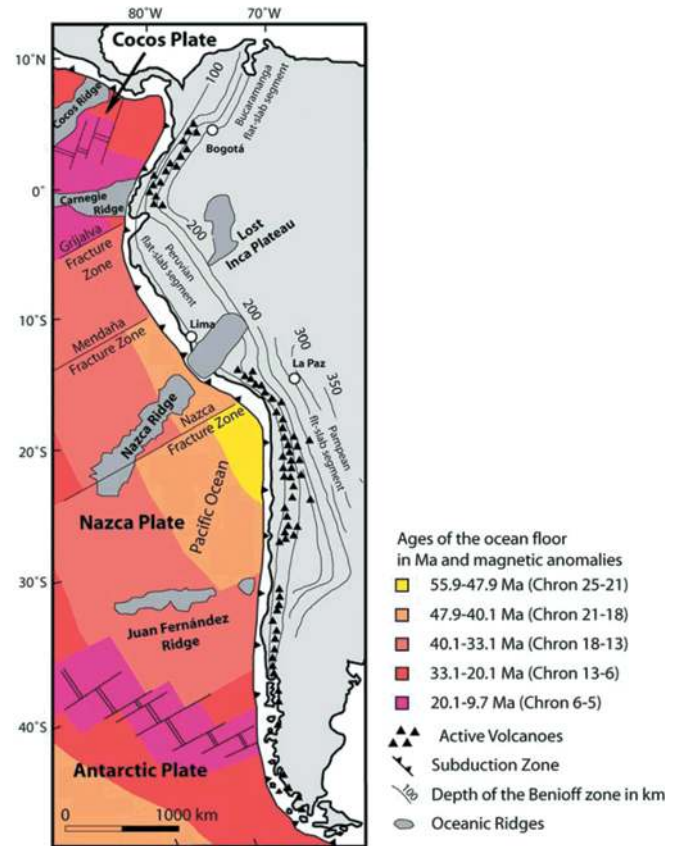 80°W 70°W
Cocos Plate
10°N
0°
10°S
20°S
30°S
40°S
Cocos Ridge
100
Bucaramanga
flat-slab segment
Bogotá
Carnegie
Ridge
200
Lost
Inca Plateau
Grijalva
Fracture
Zone
Peruvian
flat-slab segment
Mendaña
Fracture Zone
Lima
200
300
La Paz
350
Nazca Ridge
Nazca
Fracture Zone
Pampean
flt-slab segment
Pacific Ocean
Nazca Plate
Juan Fernández
Ridge
Antarctic Plate
0 1000 km
Ages of the ocean floor
in Ma and magnetic anomalies
55.9-47.9 Ma (Chron 25-21)
47.9-40.1 Ma (Chron 21-18)
40.1-33.1 Ma (Chron 18-13)
33.1-20.1 Ma (Chron 13-6)
20.1-9.7 Ma (Chron 6-5)
Active Volcanoes
Subduction Zone
100 Depth of the Benioff zone in km
Oceanic Ridges